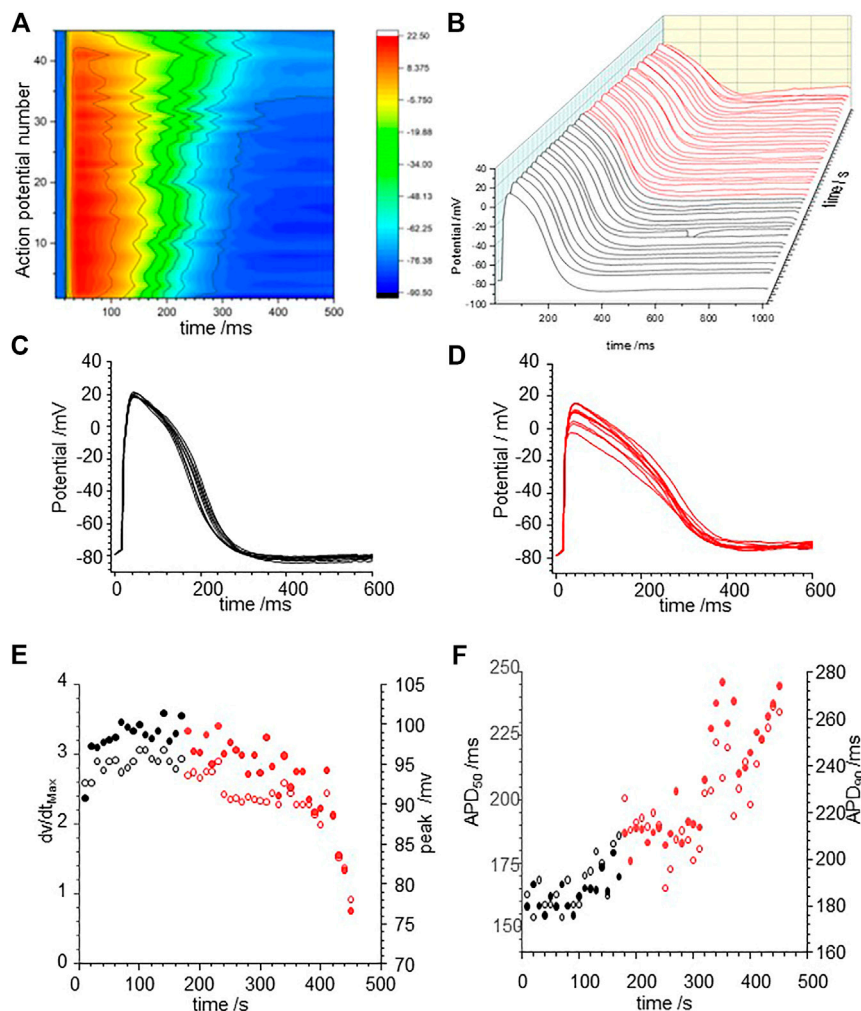 A
Action potential number
40
30
20
10
100 200 300 400 500
time /ms
22.50
8.375
-5.750
-19.88
-34.00
-48.13
-62.25
-76.38
-90.50
B
Potential /mV
40
20
0
-20
-40
-60
-80
-100
200 400 600 800 1000
time/ms
time/ s
C
Potential /mV
40
20
0
-20
-40
-60
-80
0 200 400 600
time /ms
D
Potential / mV
40
20
0
-20
-40
-60
-80
0 200 400 600
time /ms
E
dv/dtMax
4
3
2
1
0
0 100 200 300 400 500
time /s
105
100
95
90
85
80
75
70
peak /mv
F
APD50 /ms
250
225
200
175
150
0 100 200 300 400 500
time /s
280
260
240
220
200
180
160
APD90 /ms